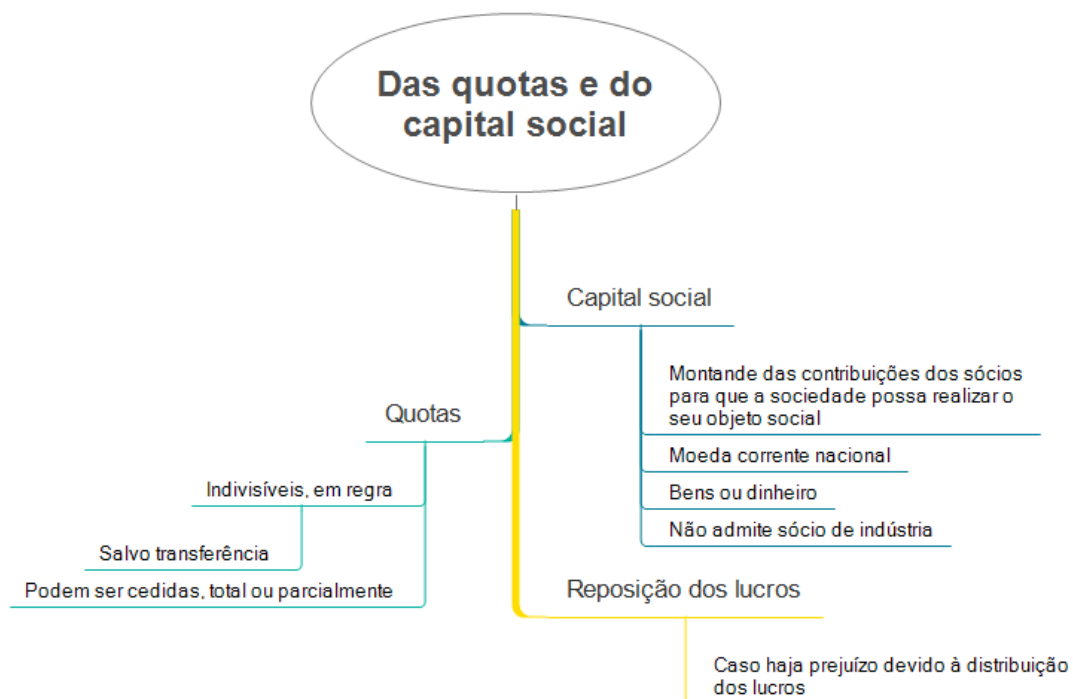 Das quotas e do
capital social
Capital social
Montande das contribuições dos sócios
para que a sociedade possa realizar o
seu objeto social
Moeda corrente nacional
Bens ou dinheiro
Não admite sócio de indústria
Quotas
Indivisíveis, em regra
Salvo transferência
Podem ser cedidas, total ou parcialmente
Reposição dos lucros
Caso haja prejuízo devido à distribuição
dos lucros